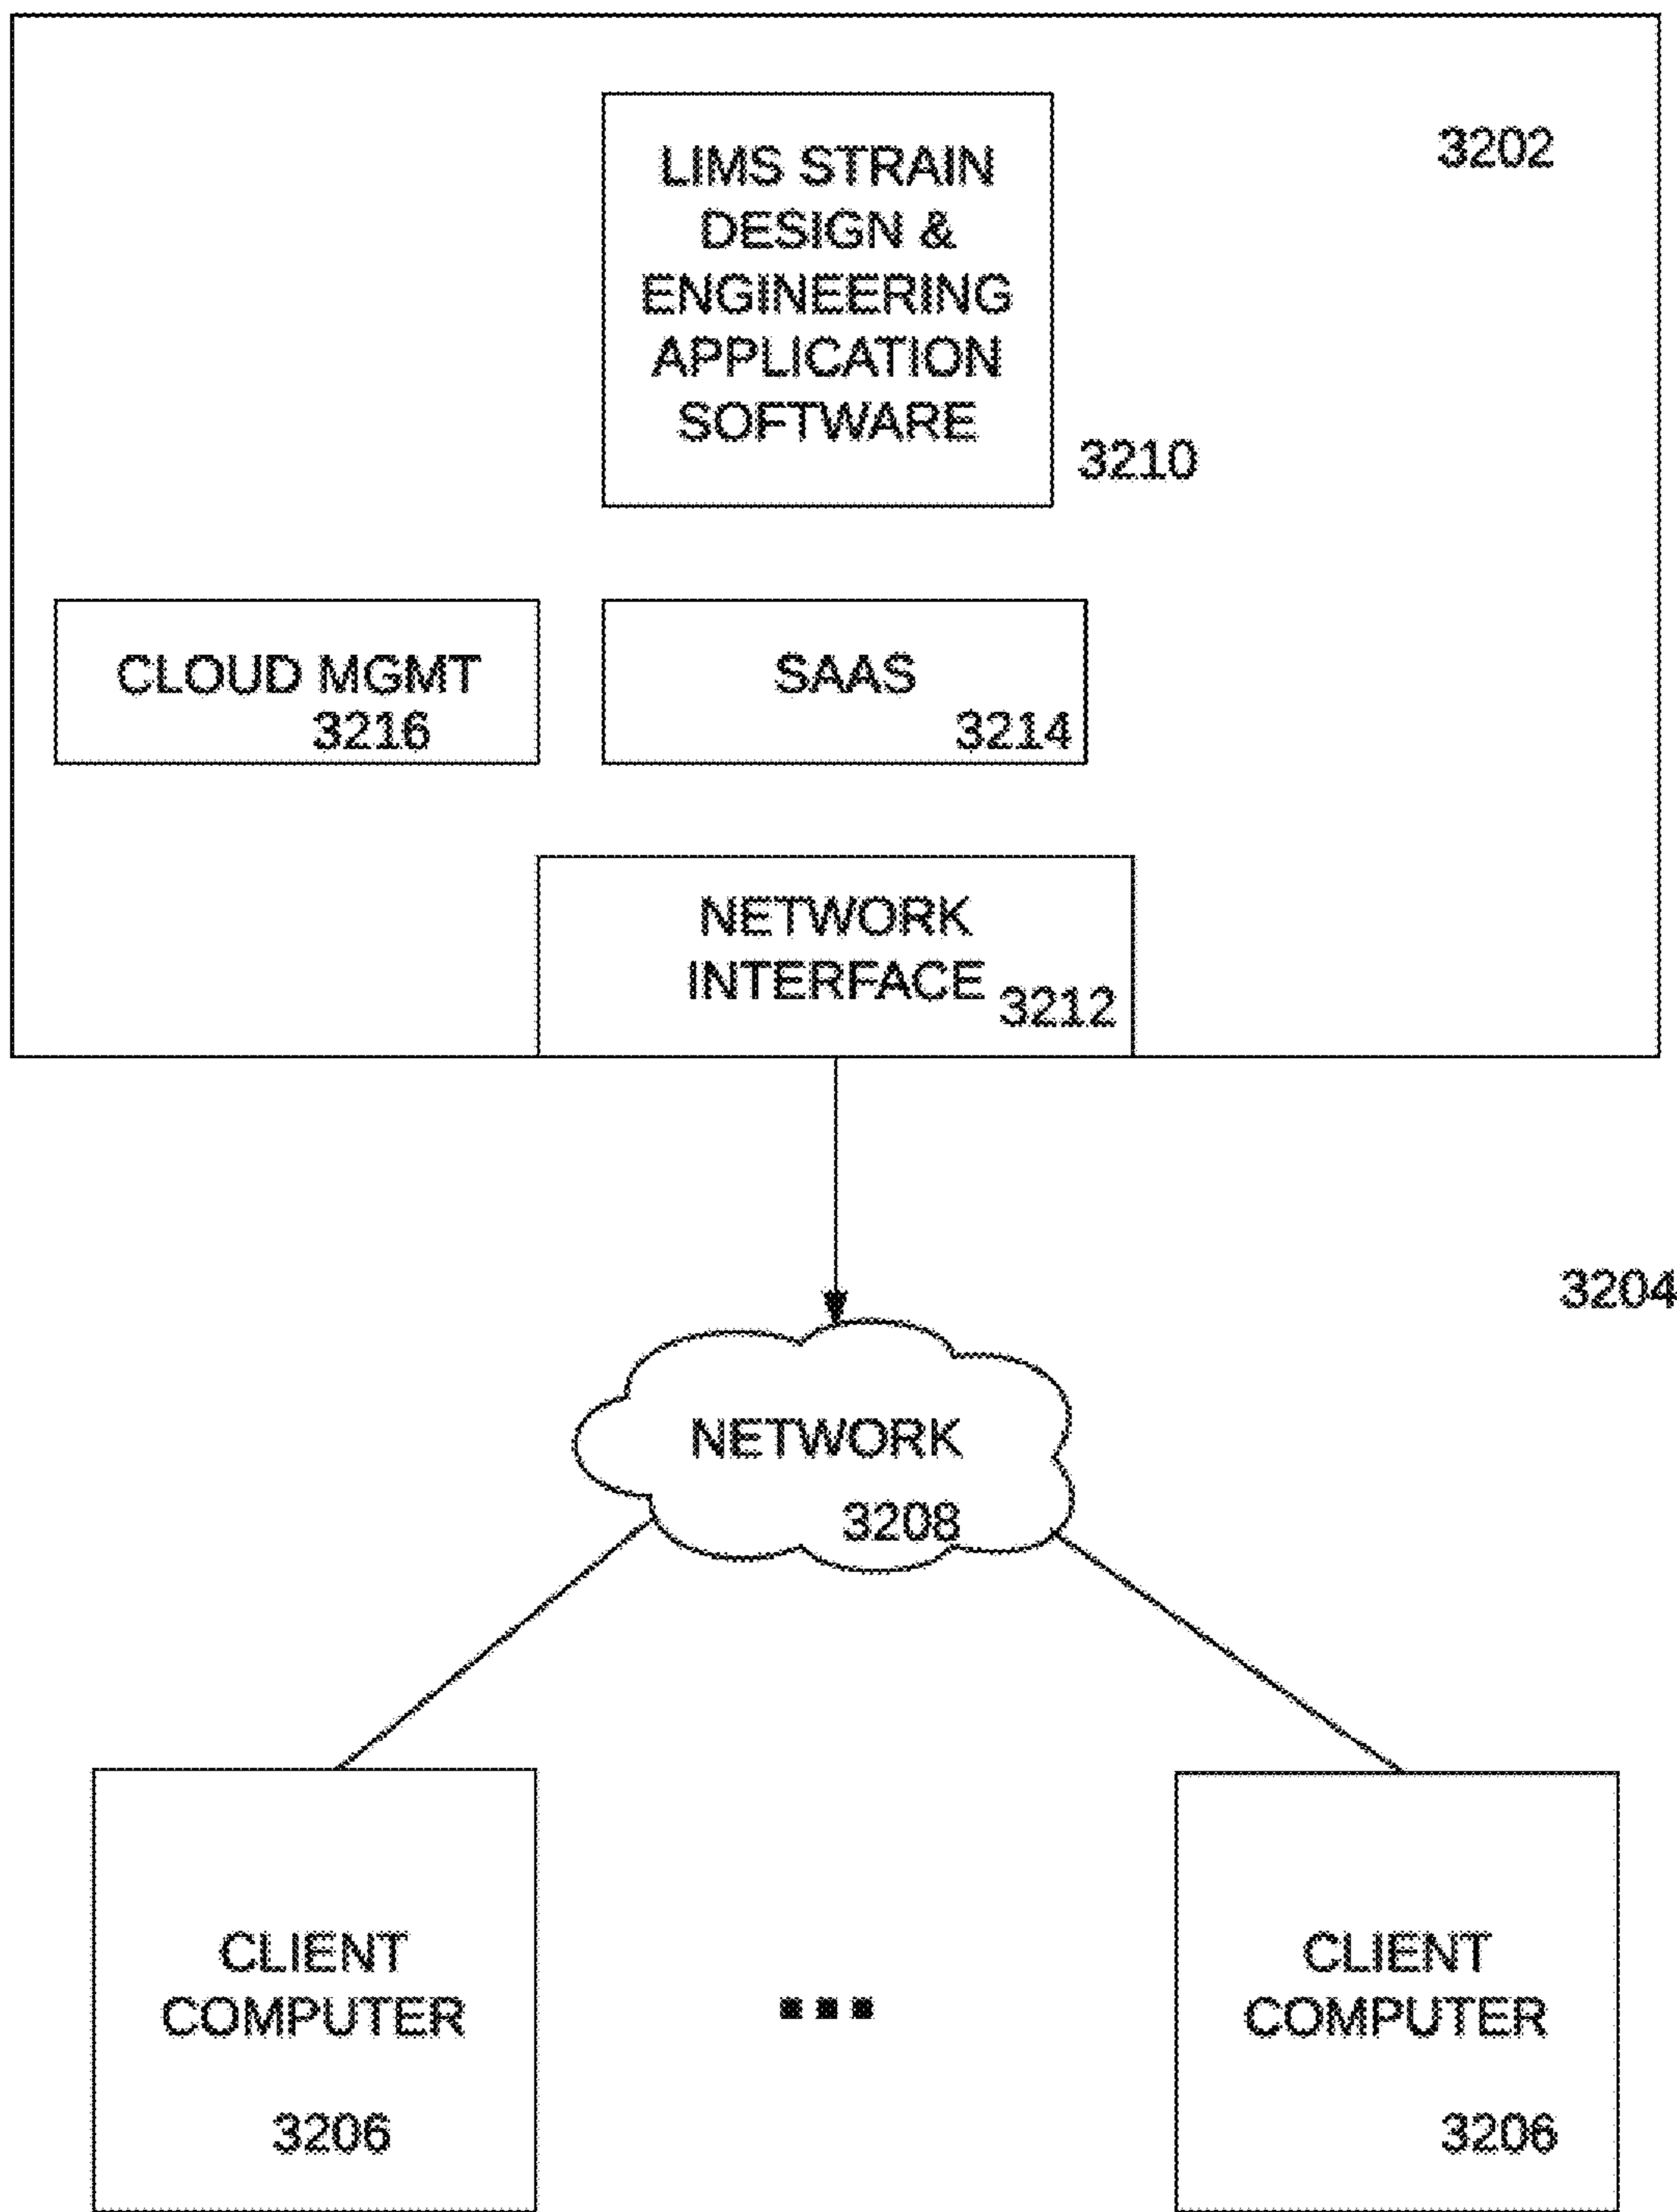 3202
LIMS STRAIN
DESIGN &
ENGINEERING
APPLICATION
SOFTWARE
3210
CLOUD MGMT
3216
SAAS
3214
NETWORK
INTERFACE
3212
3204
NETWORK
3208
CLIENT
COMPUTER
3206
CLIENT
COMPUTER
3206